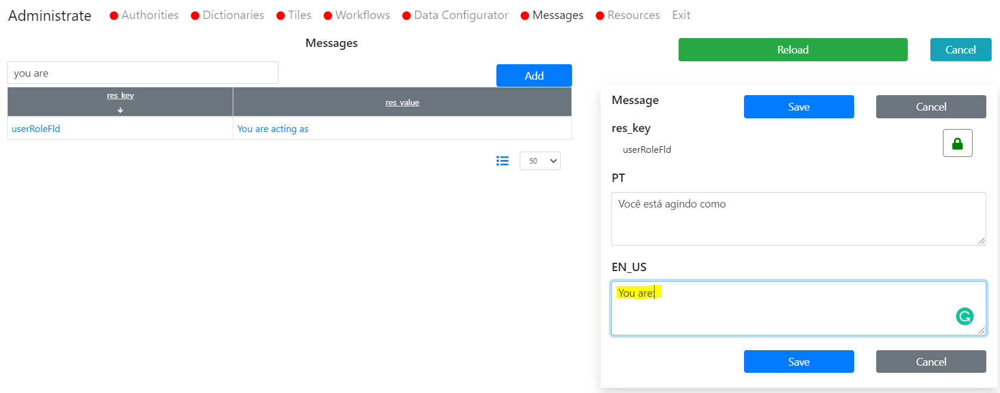 Administrate Authorities Dictionaries Tiles Workflows Data Configurator Messages Resources Exit
Messages
Reload Cancel
you are
Add
res_key
res_value
userRoleFld You are acting as
50
Message Save Cancel
res_key
userRoleFld
PT
Você está agindo como
EN_US
You are:
Save Cancel